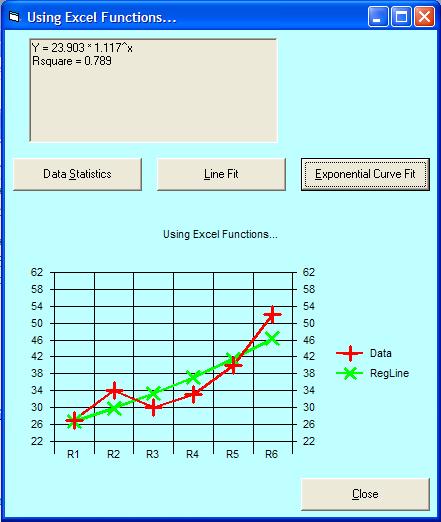 Using Excel Functions...
Y = 23.903 * 1.117^x
Rsquare = 0.789
Data Statistics
Line Fit
Exponential Curve Fit
Using Excel Functions...
62 62
58 58
54 54
50 50
46 46
42 42
38 38
34 34
30 30
26 26
22 22
Data
RegLine
R1 R2 R3 R4 R5 R6
Close